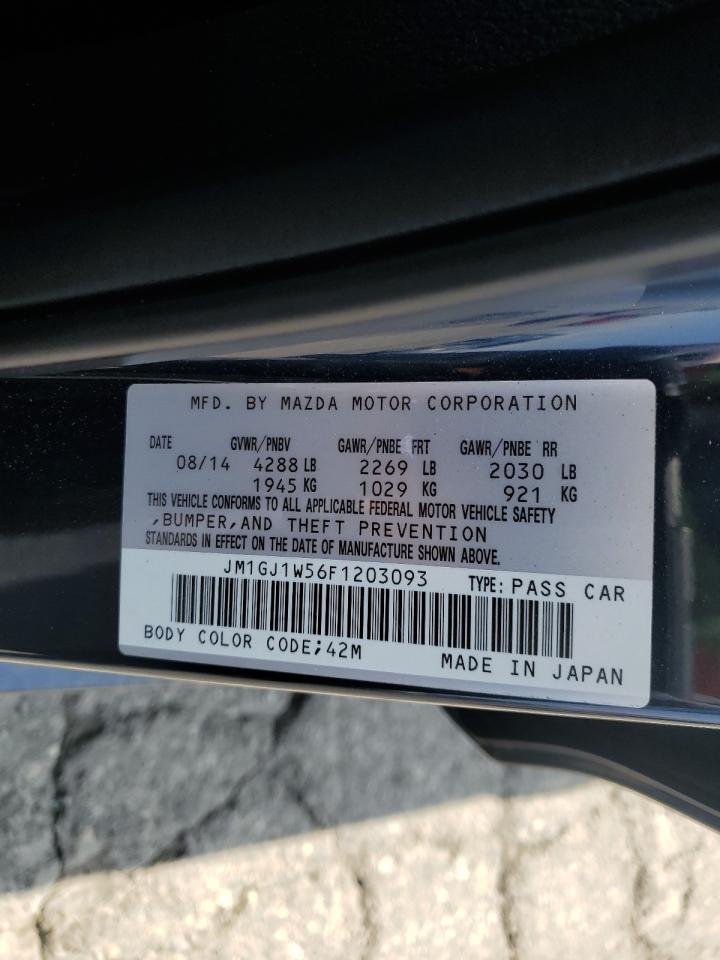 MFD. BY MAZDA MOTOR CORPORATION
DATE GVWR/PNBV GAWR/PNBE FRT GAWR/PNBE RR
08/14 4288 LB 2269 LB 2030 LB
1945 KG 1029 KG 921 KG
THIS VEHICLE CONFORMS TO ALL APPLICABLE FEDERAL MOTOR VEHICLE SAFETY
,BUMPER,AND THEFT PREVENTION
STANDARDS IN EFFECT ON THE DATE OF MANUFACTURE SHOWN ABOVE.
JM1GJ1W56F1203093 TYPE: PASS CAR
BODY COLOR CODE;42M MADE IN JAPAN